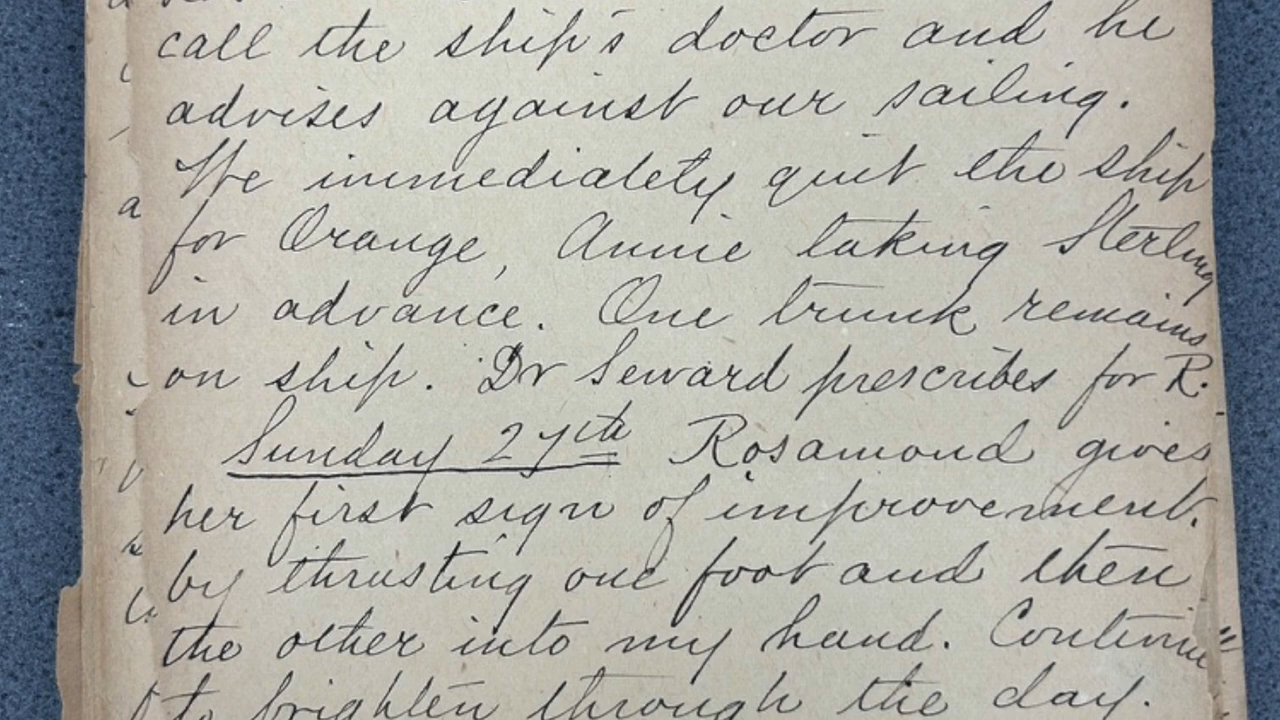 call the ship's doctor and he
advises against our sailing.
We immediately quit the ship
for Orange, Annie taking Sterling
in advance. One trunk remains
on ship. Dr Seward prescribes for R.
Sunday 27th Rosamond gives
her first sign of improvement.
by thrusting one foot and then
the other into my hand. Continue
to brighten through the day.